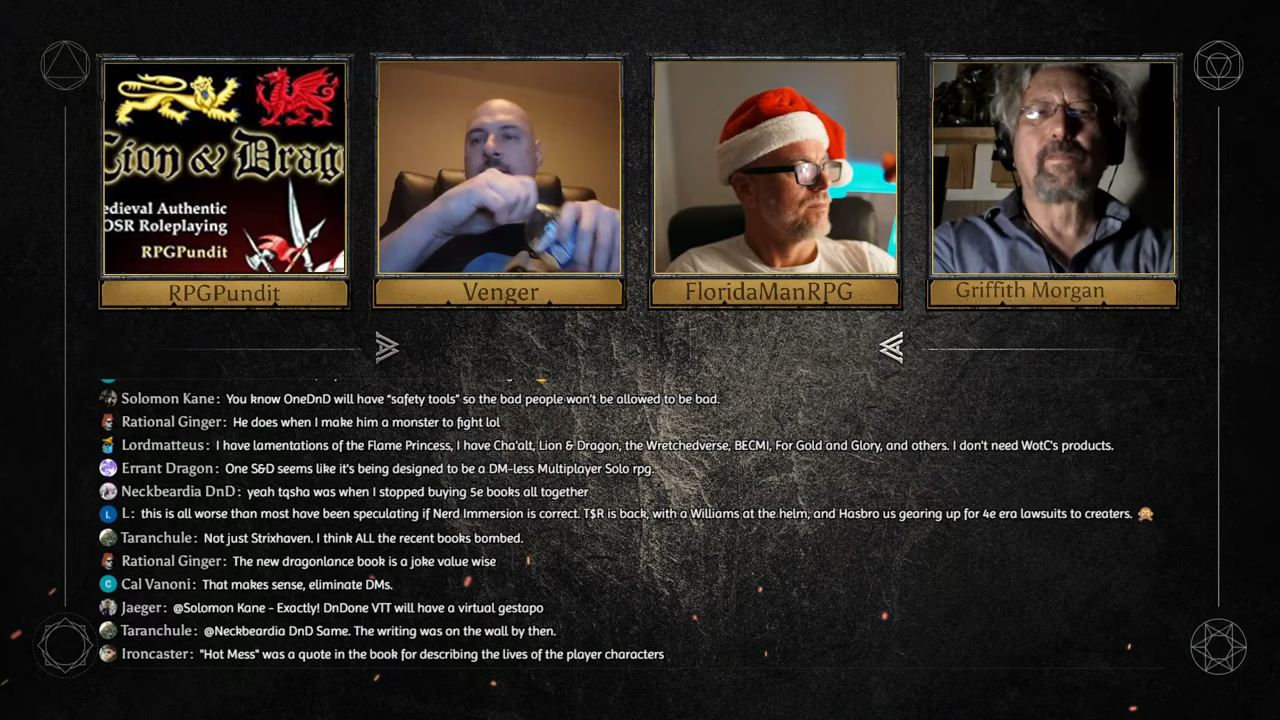 Lion & Drag
edieval Authentic
OSR Roleplaying
RPGPundit
RPGPundit
Venger
FloridaManRPG
Griffith Morgan
Solomon Kane: You know OneDnD will have “safety tools” so the bad people won’t be allowed to be bad.
Rational Ginger: He does when I make him a monster to fight lol
Lordmatteus: I have lamentations of the Flame Princess, I have Cha'alt, Lion & Dragon, the Wretchedverse, BECMI, For Gold and Glory, and others. I don't need WotC's products.
Errant Dragon: One S&D seems like it's being designed to be a DM-less Multiplayer Solo rpg.
Neckbeardia DnD: yeah tqsha was when I stopped buying 5e books all together
L: this is all worse than most have been speculating if Nerd Immersion is correct. T$R is back, with a Williams at the helm, and Hasbro us gearing up for 4e era lawsuits to creaters. 🙊
Taranchule: Not just Strixhaven. I think ALL the recent books bombed.
Rational Ginger: The new dragonlance book is a joke value wise
C Cal Vanoni: That makes sense, eliminate DMs.
Jaeger: @Solomon Kane - Exactly! DnDone VTT will have a virtual gestapo
Taranchule: @Neckbeardia DnD Same. The writing was on the wall by then.
Ironcaster: "Hot Mess" was a quote in the book for describing the lives of the player characters